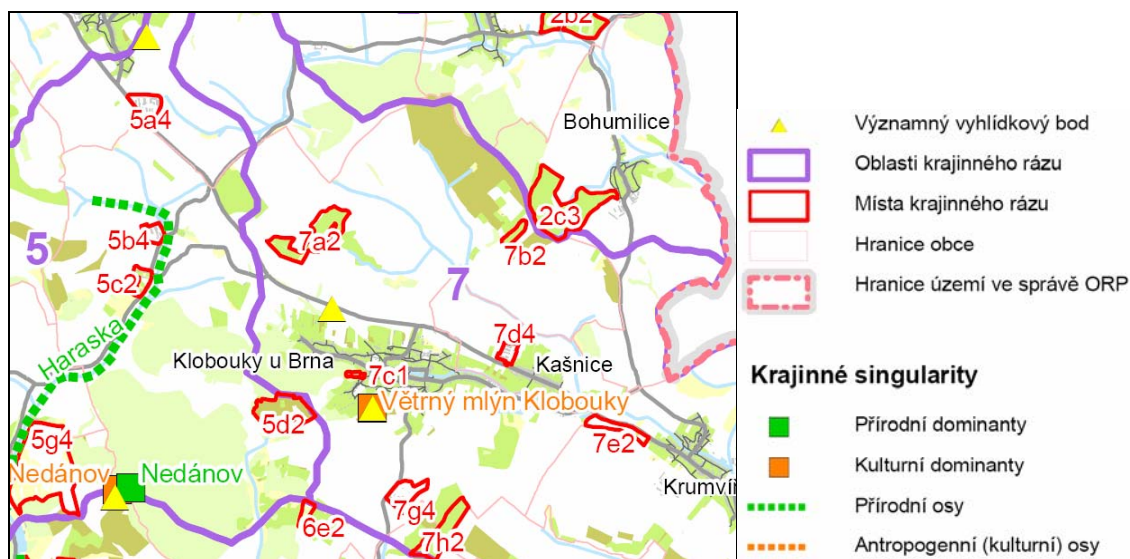 2b2
5a4
Bohumilice
2c3
5b4
5
7a2
7b2
5c2
7
Haraska
7d4
Klobouky u Brna
Kašnice
7c1
Větrný mlýn Klobouky
5d2
5g4
7e2
Nedánov
Nedánov
Krumvíř
7g4
6e2
7h2
Významný vyhlídkový bod
Oblasti krajinného rázu
Místa krajinného rázu
Hranice obce
Hranice území ve správě ORP
Krajinné singularity
Přírodní dominanty
Kulturní dominanty
Přírodní osy
Antropogenní (kulturní) osy